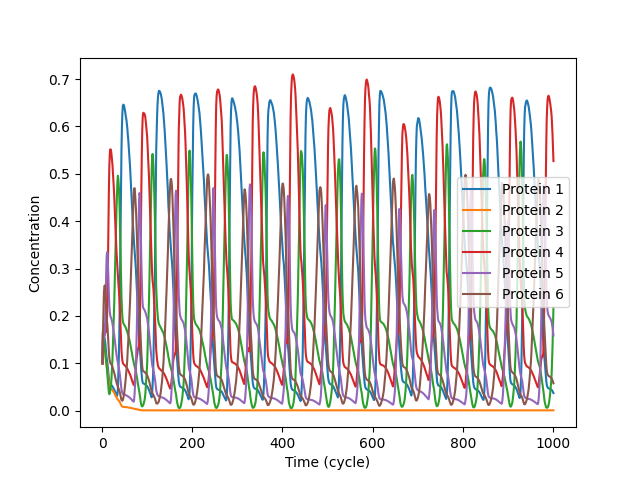 0.7
0.6
0.5
0.4
0.3
0.2
0.1
0.0
Concentration
Protein 1
Protein 2
Protein 3
Protein 4
Protein 5
Protein 6
0 200 400 600 800 1000
Time (cycle)